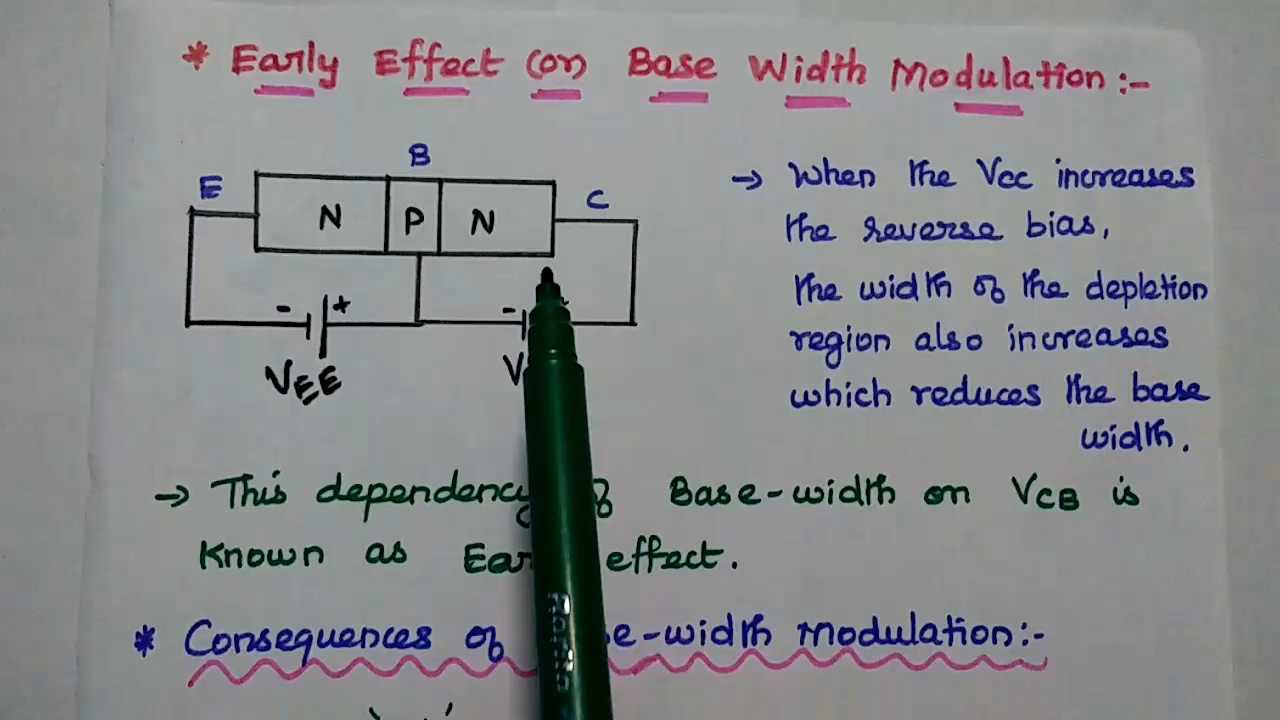 * Early Effect (or) Base Width Modulation:-
B
E
C
N P N
- +
-
VEE
V
→ When the Vcc increases
the reverse bias,
the width of the depletion
region also increases
which reduces the base
width.
→ This dependency of Base-width on VCB is
known as effect.
* Consequences of -width Modulation:-